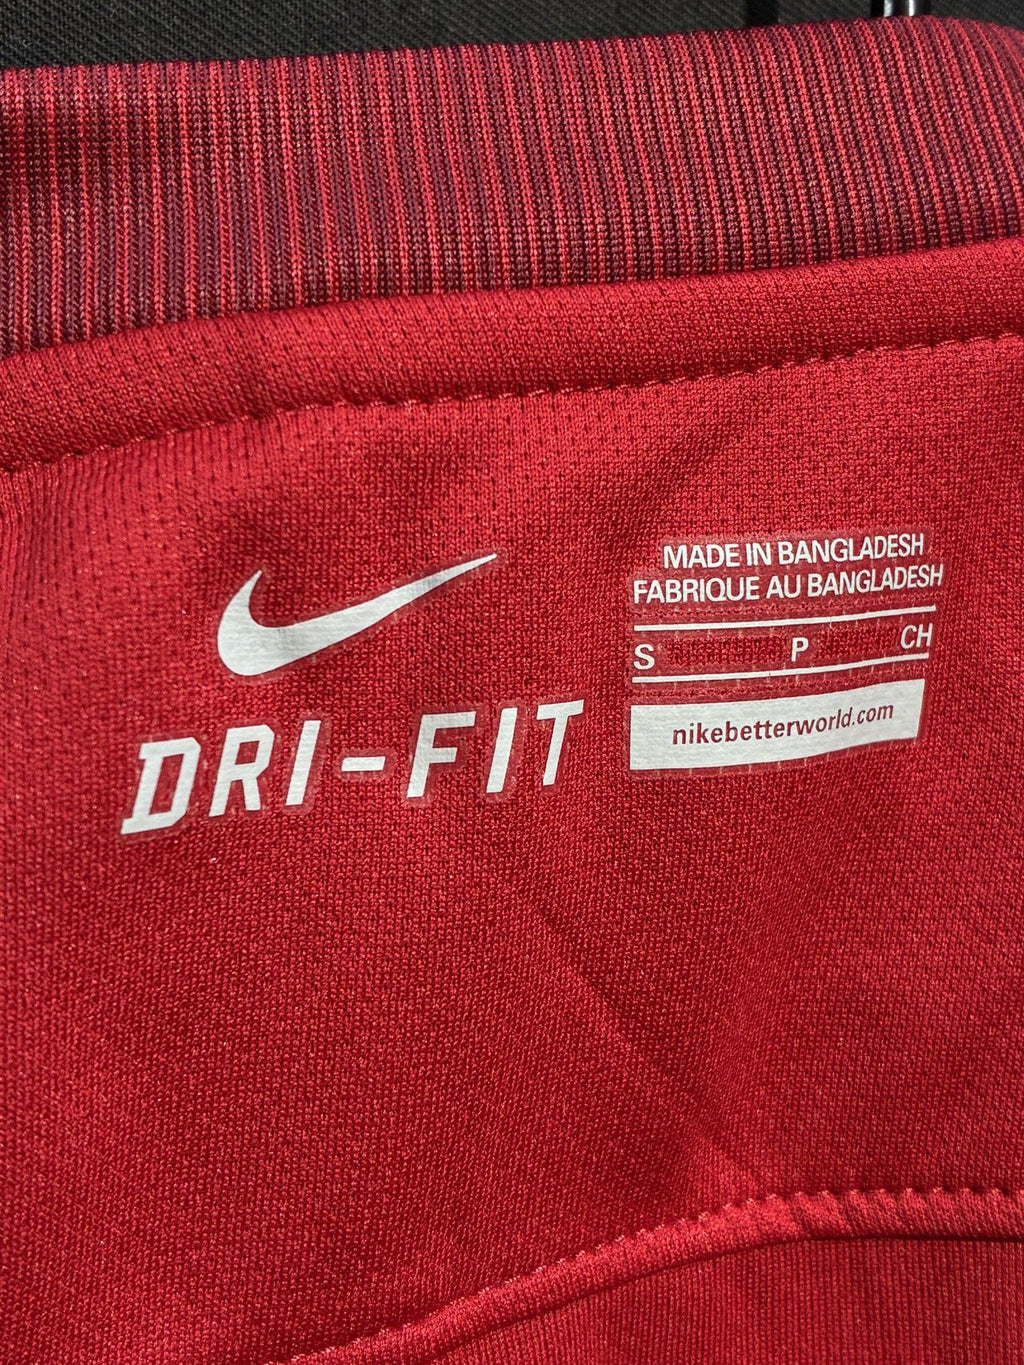 DRI-FIT
MADE IN BANGLADESH
FABRIQUE AU BANGLADESH
S P CH
nikebetterworld.com